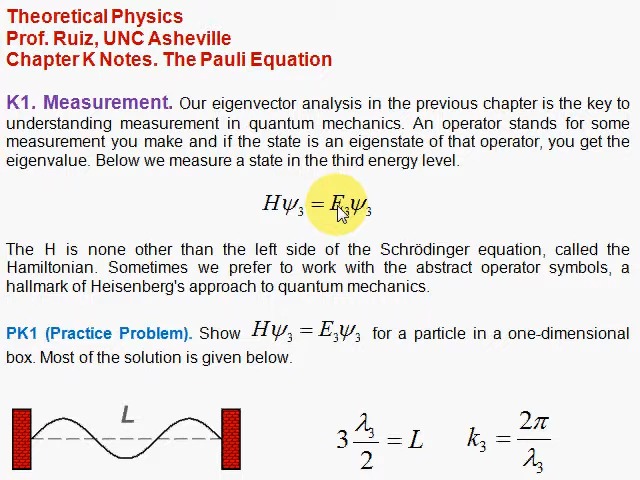 Theoretical Physics
Prof. Ruiz, UNC Asheville
Chapter K Notes. The Pauli Equation
K1. Measurement. Our eigenvector analysis in the previous chapter is the key to
understanding measurement in quantum mechanics. An operator stands for some
measurement you make and if the state is an eigenstate of that operator, you get the
eigenvalue. Below we measure a state in the third energy level.
Hψ₃ = E₃ψ₃
The H is none other than the left side of the Schrödinger equation, called the
Hamiltonian. Sometimes we prefer to work with the abstract operator symbols, a
hallmark of Heisenberg's approach to quantum mechanics.
PK1 (Practice Problem). Show Hψ₃ = E₃ψ₃ for a particle in a one-dimensional
box. Most of the solution is given below.
L
3 λ₃/2 = L k₃ = 2π/λ₃